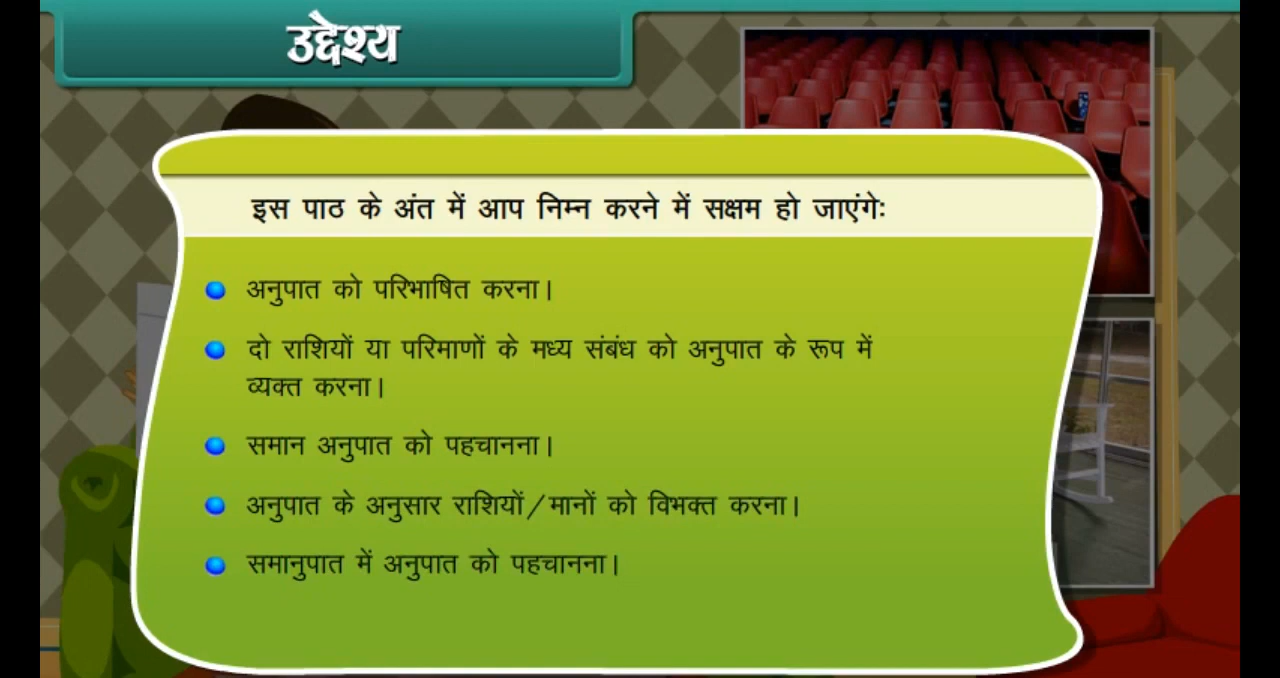 उद्देश्य
इस पाठ के अंत में आप निम्न करने में सक्षम हो जाएंगेः
अनुपात को परिभाषित करना।
दो राशियों या परिमाणों के मध्य संबंध को अनुपात के रूप में
व्यक्त करना।
समान अनुपात को पहचानना।
अनुपात के अनुसार राशियों/मानों को विभक्त करना।
समानुपात में अनुपात को पहचानना।